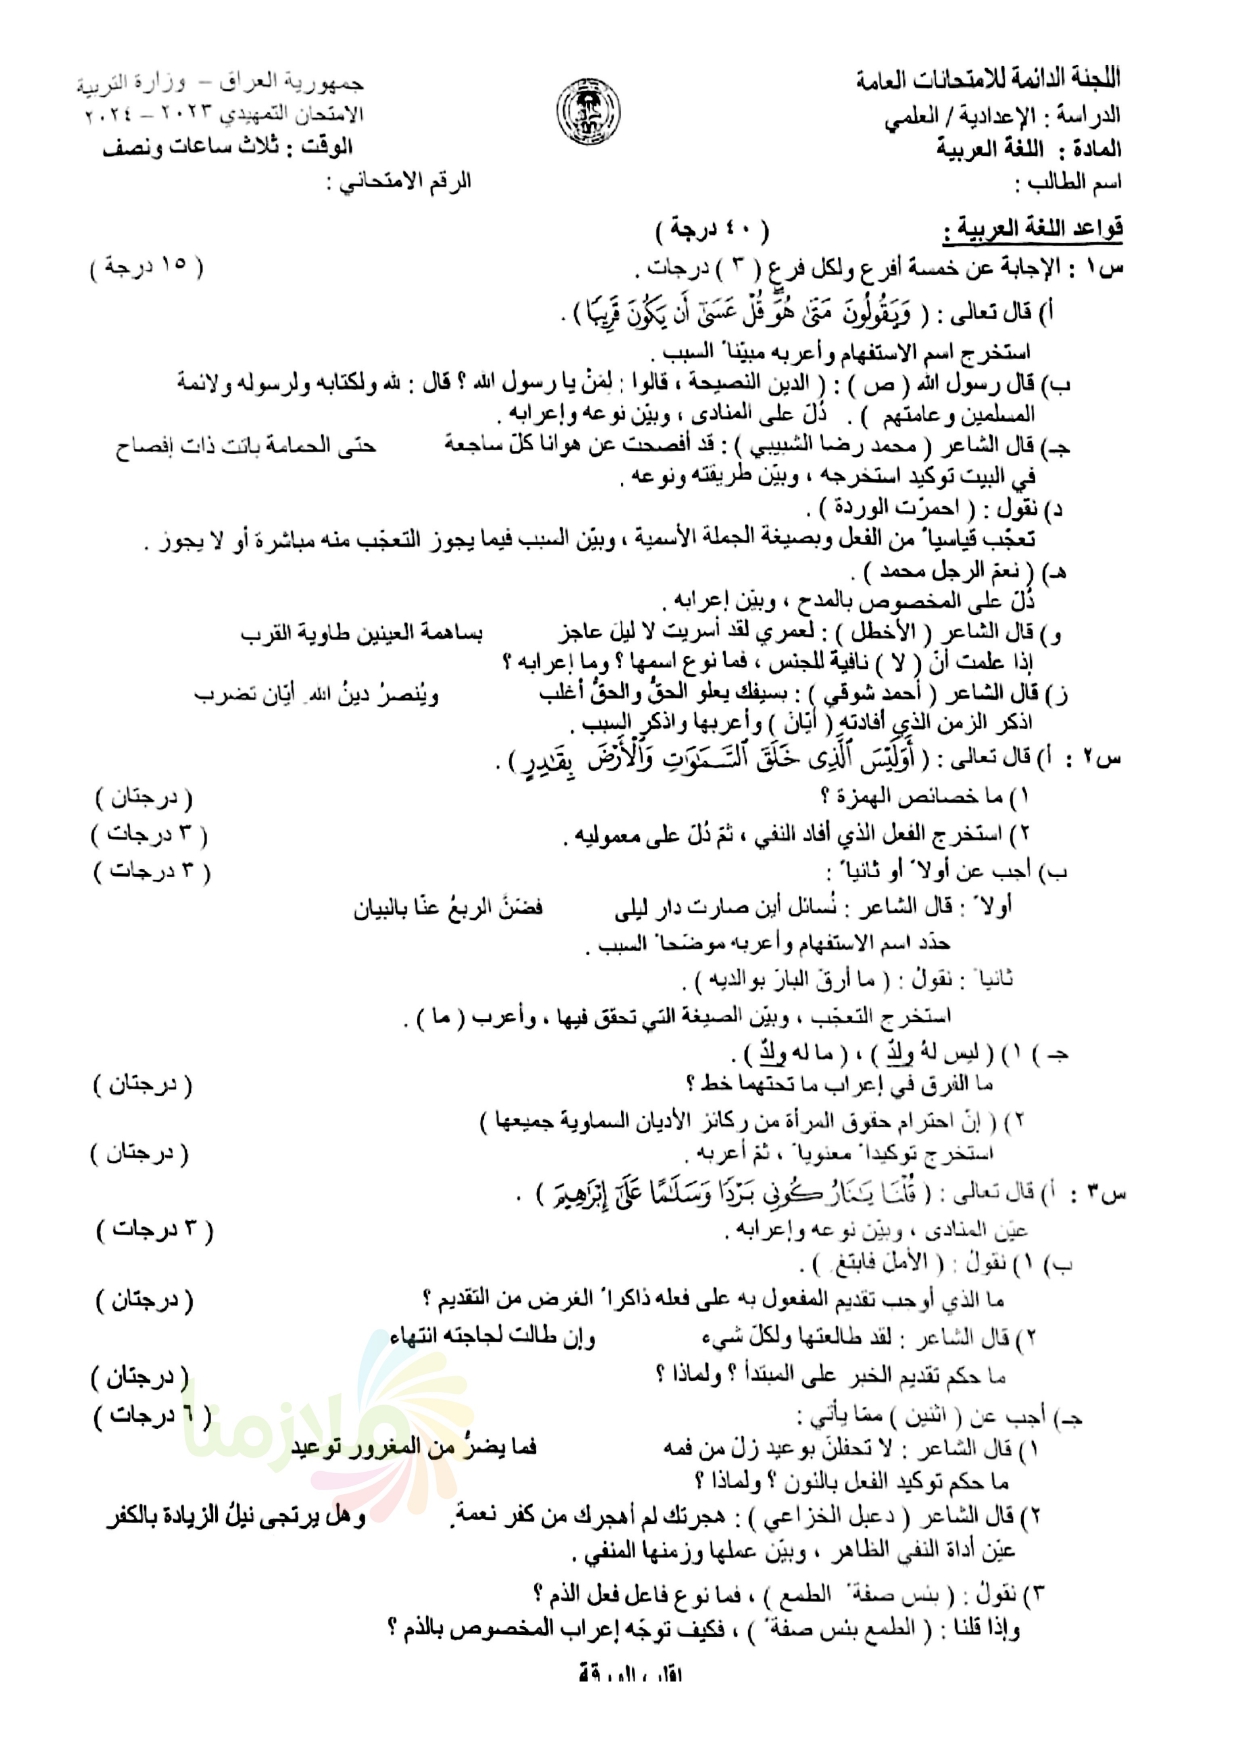 اللجنة الدائمة للامتحانات العامة
جمهورية العراق – وزارة التربية
الدراسة : الإعدادية / العلمي
الامتحان التمهيدي ٢٠٢٣ – ٢٠٢٤
المادة : اللغة العربية
الوقت : ثلاث ساعات ونصف
اسم الطالب :
الرقم الامتحاني :
قواعد اللغة العربية : ( ٤٠ درجة )
س١ : الإجابة عن خمسة أفرع ولكل فرع ( ٣ ) درجات . ( ١٥ درجة )
أ) قال تعالى : ( وَيَقُولُونَ مَتَىٰ هُوَ ۖ قُلْ عَسَىٰ أَن يَكُونَ قَرِيبًا ) .
استخرج اسم الاستفهام وأعربه مبيّناً السبب .
ب) قال رسول الله ( ص ) : ( الدين النصيحة ، قالوا : لِمَنْ يا رسول الله ؟ قال : لله ولكتابه ولرسوله ولائمة
المسلمين وعامتهم ) . دُلّ على المنادى ، وبيّن نوعه وإعرابه .
جـ) قال الشاعر ( محمد رضا الشبيبي ) : قد أفصحت عن هوانا كلّ ساجعة حتى الحمامة باتت ذات إفصاح
في البيت توكيد استخرجه ، وبيّن طريقته ونوعه .
د) نقول : ( احمرّت الوردة ) .
تعجّب قياسياً من الفعل وبصيغة الجملة الأسمية ، وبيّن السبب فيما يجوز التعجّب منه مباشرة أو لا يجوز .
هـ) ( نعمَ الرجل محمد ) .
دُلّ على المخصوص بالمدح ، وبيّن إعرابه .
و) قال الشاعر ( الأخطل ) : لعمري لقد أسريت لا ليلَ عاجز بساهمة العينين طاوية القرب
إذا علمت أنّ ( لا ) نافية للجنس ، فما نوع اسمها ؟ وما إعرابه ؟
ز) قال الشاعر ( أحمد شوقي ) : بسيفك يعلو الحقُّ والحقُّ أغلب ويُنصرُ دينُ اللهِ أيّان تضرب
اذكر الزمن الذي أفادته ( أيّانَ ) وأعربها واذكر السبب .
س٢ : أ) قال تعالى : ( أَوَلَيْسَ ٱلَّذِى خَلَقَ ٱلسَّمَـٰوَٰتِ وَٱلْأَرْضَ بِقَـٰدِرٍ ) .
١) ما خصائص الهمزة ؟ ( درجتان )
٢) استخرج الفعل الذي أفاد النفي ، ثمّ دُلّ على معموليه . ( ٣ درجات )
ب) أجب عن أولاً أو ثانياً : ( ٣ درجات )
أولاً : قال الشاعر : نُسائل أين صارت دار ليلى فضنّ الربعُ عنّا بالبيان
حدّد اسم الاستفهام وأعربه موضّحاً السبب .
ثانياً : نقولُ : ( ما أرقّ البارّ بوالديه ) .
استخرج التعجّب ، وبيّن الصيغة التي تحقق فيها ، وأعرب ( ما ) .
جـ ) ١) ( ليس لهُ ولدٌ ) ، ( ما له ولدٌ ) .
ما الفرق في إعراب ما تحتهما خط ؟ ( درجتان )
٢) ( إنّ احترام حقوق المرأة من ركائز الأديان السماوية جميعها )
استخرج توكيداً معنوياً ، ثمّ أعربه . ( درجتان )
س٣ : أ) قال تعالى : ( قُلْنَا يَـٰنَارُ كُونِى بَرْدًا وَسَلَـٰمًا عَلَىٰٓ إِبْرَٰهِيمَ ) .
عيّن المنادى ، وبيّن نوعه وإعرابه . ( ٣ درجات )
ب) ١) نقولُ : ( الأملَ فابتغِ ) .
ما الذي أوجب تقديم المفعول به على فعله ذاكراً الغرض من التقديم ؟ ( درجتان )
٢) قال الشاعر : لقد طالعتها ولكلّ شيء وإن طالت لجاجته انتهاء
ما حكم تقديم الخبر على المبتدأ ؟ ولماذا ؟ ( درجتان )
جـ) أجب عن ( اثنين ) ممّا يأتي : ( ٦ درجات )
١) قال الشاعر : لا تحفلنّ بوعيد زلّ من فمه فما يضرُّ من المغرور توعيد
ما حكم توكيد الفعل بالنون ؟ ولماذا ؟
٢) قال الشاعر ( دعبل الخزاعي ) : هجرتك لم أهجرك من كفر نعمة وهل يرتجى نيلُ الزيادة بالكفر
عيّن أداة النفي الظاهر ، وبيّن عملها وزمنها المنفي .
٣) نقولُ : ( بئس صفةً الطمع ) ، فما نوع فاعل فعل الذم ؟
وإذا قلنا : ( الطمع بئس صفةً ) ، فكيف توجّه إعراب المخصوص بالذم ؟
ملازمنا